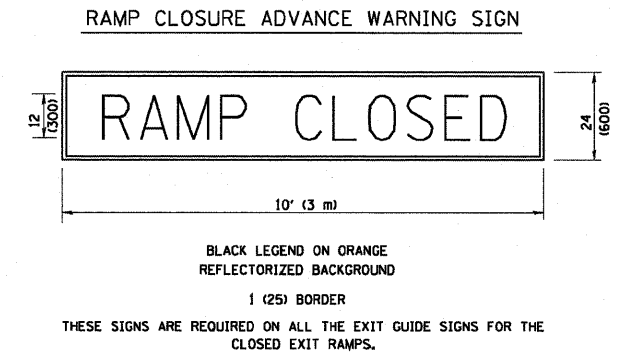 RAMP CLOSURE ADVANCE WARNING SIGN
RAMP CLOSED
12
(300)
24
(600)
10' (3 m)
BLACK LEGEND ON ORANGE
REFLECTORIZED BACKGROUND
1 (25) BORDER
THESE SIGNS ARE REQUIRED ON ALL THE EXIT GUIDE SIGNS FOR THE
CLOSED EXIT RAMPS.